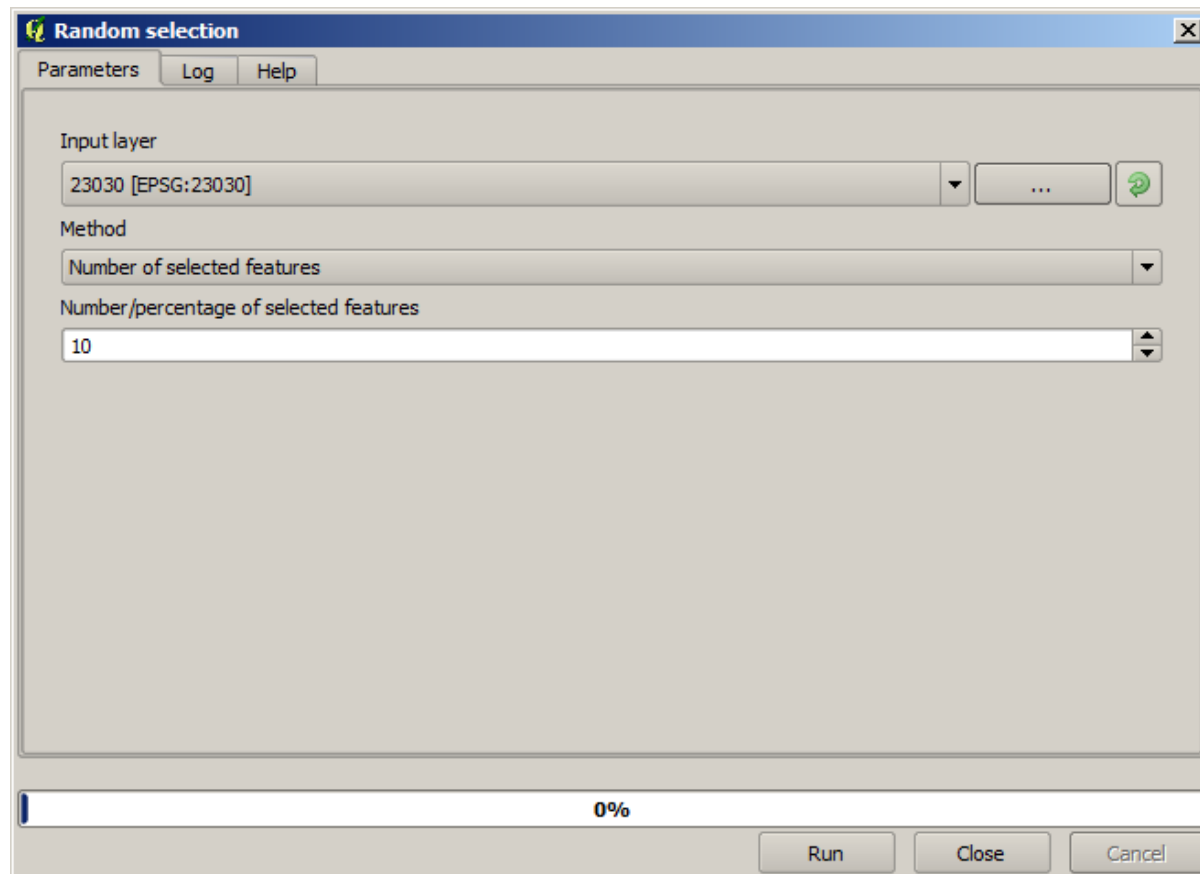 Random selection
Parameters Log Help
Input layer
23030 [EPSG:23030]
...
Method
Number of selected features
Number/percentage of selected features
10
0%
Run Close Cancel